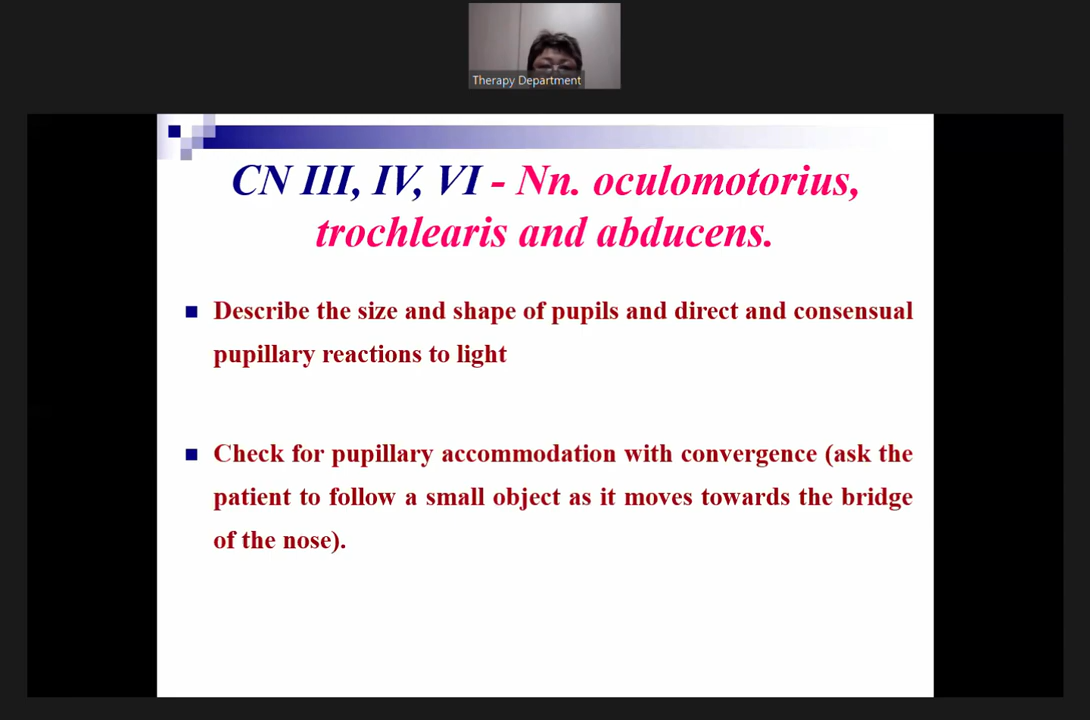 Therapy Department
CN III, IV, VI - Nn. oculomotorius,
trochlearis and abducens.
Describe the size and shape of pupils and direct and consensual
pupillary reactions to light
Check for pupillary accommodation with convergence (ask the
patient to follow a small object as it moves towards the bridge
of the nose).